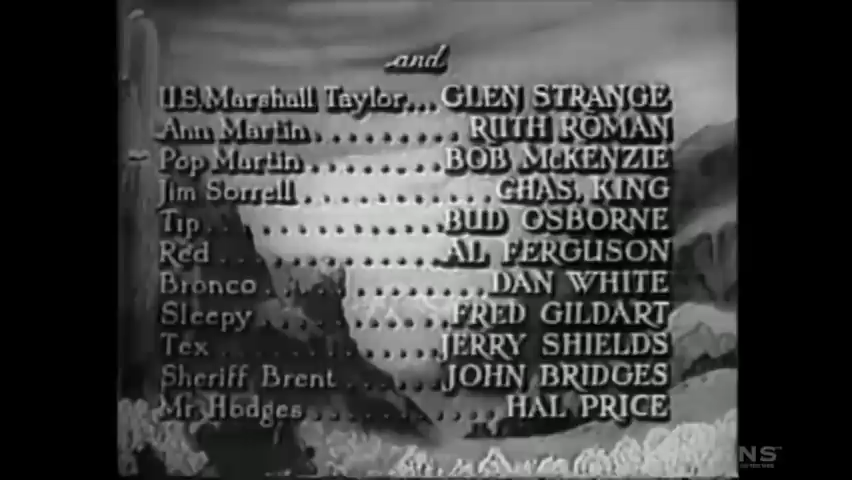 and
U.S. Marshall Taylor... GLEN STRANGE
Ann Martin.......... RUTH ROMAN
Pop Martin.......... BOB McKENZIE
Jim Sorrell............. CHAS. KING
Tip.................. BUD OSBORNE
Red.................. AL FERGUSON
Bronco................ DAN WHITE
Sleepy............. FRED GILDART
Tex................ JERRY SHIELDS
Sheriff Brent....... JOHN BRIDGES
Mr. Hodges............. HAL PRICE